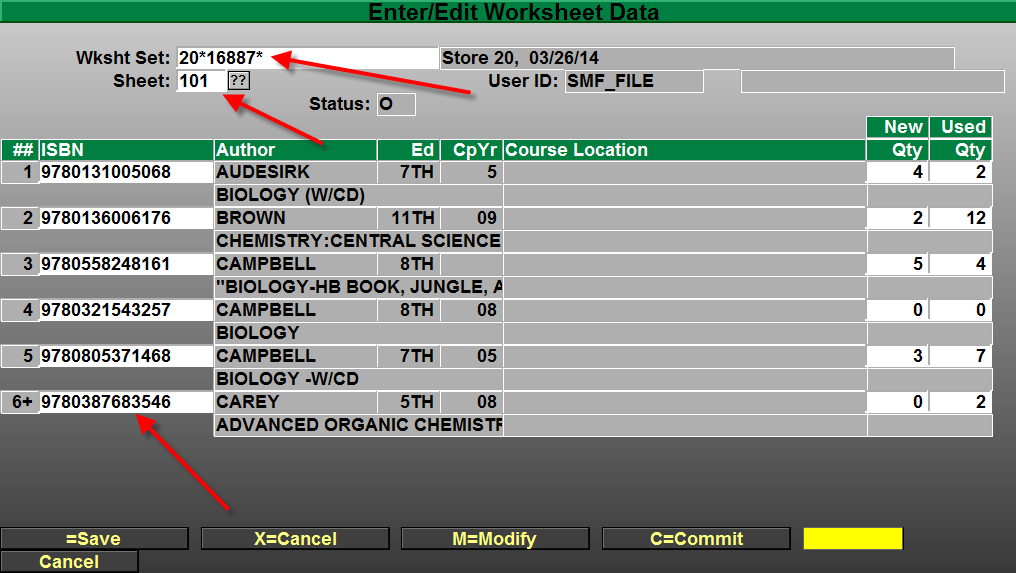 Enter/Edit Worksheet Data
Wksht Set: 20*16887* Store 20, 03/26/14
Sheet: 101 ?? User ID: SMF_FILE
Status: O
New Used
## ISBN Author Ed CpYr Course Location Qty Qty
1 9780131005068 AUDESIRK 7TH 5 4 2
BIOLOGY (W/CD)
2 9780136006176 BROWN 11TH 09 2 12
CHEMISTRY:CENTRAL SCIENCE
3 9780558248161 CAMPBELL 8TH 5 4
"BIOLOGY-HB BOOK, JUNGLE, A
4 9780321543257 CAMPBELL 8TH 08 0 0
BIOLOGY
5 9780805371468 CAMPBELL 7TH 05 3 7
BIOLOGY -W/CD
6+ 9780387683546 CAREY 5TH 08 0 2
ADVANCED ORGANIC CHEMISTR
=Save X=Cancel M=Modify C=Commit
Cancel